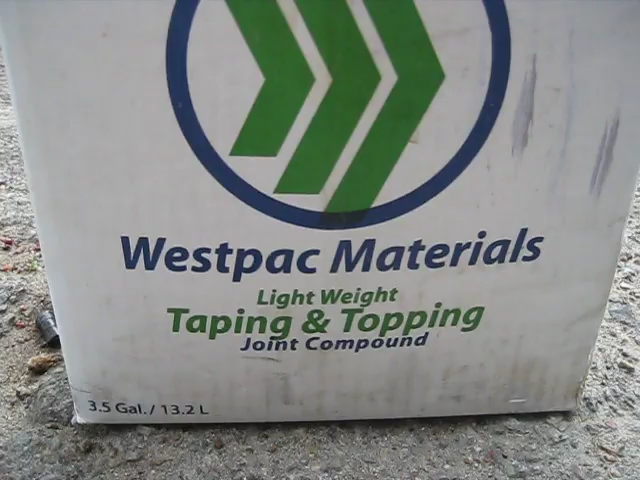 Westpac Materials
Light Weight
Taping & Topping
Joint Compound
3.5 Gal. / 13.2 L